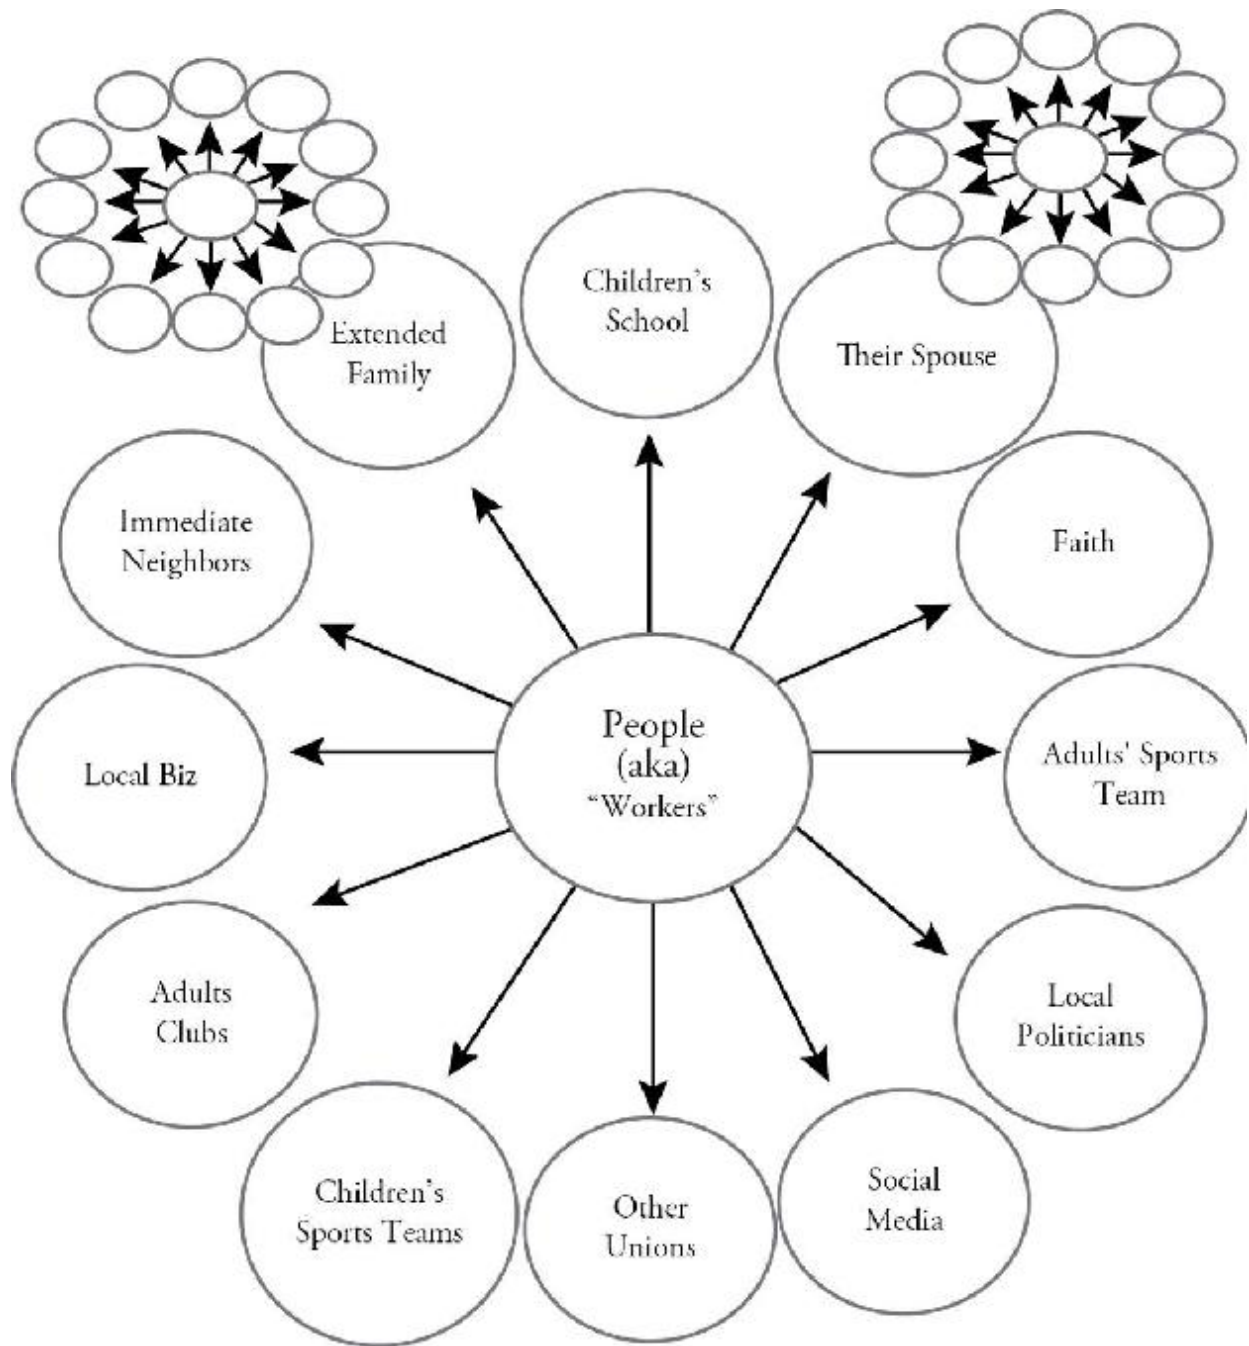 Children's
School
Their Spouse
Extended
Family
Immediate
Neighbors
Faith
People
(aka)
“Workers”
Local Biz
Adults' Sports
Team
Adults
Clubs
Local
Politicians
Children's
Sports Teams
Other
Unions
Social
Media